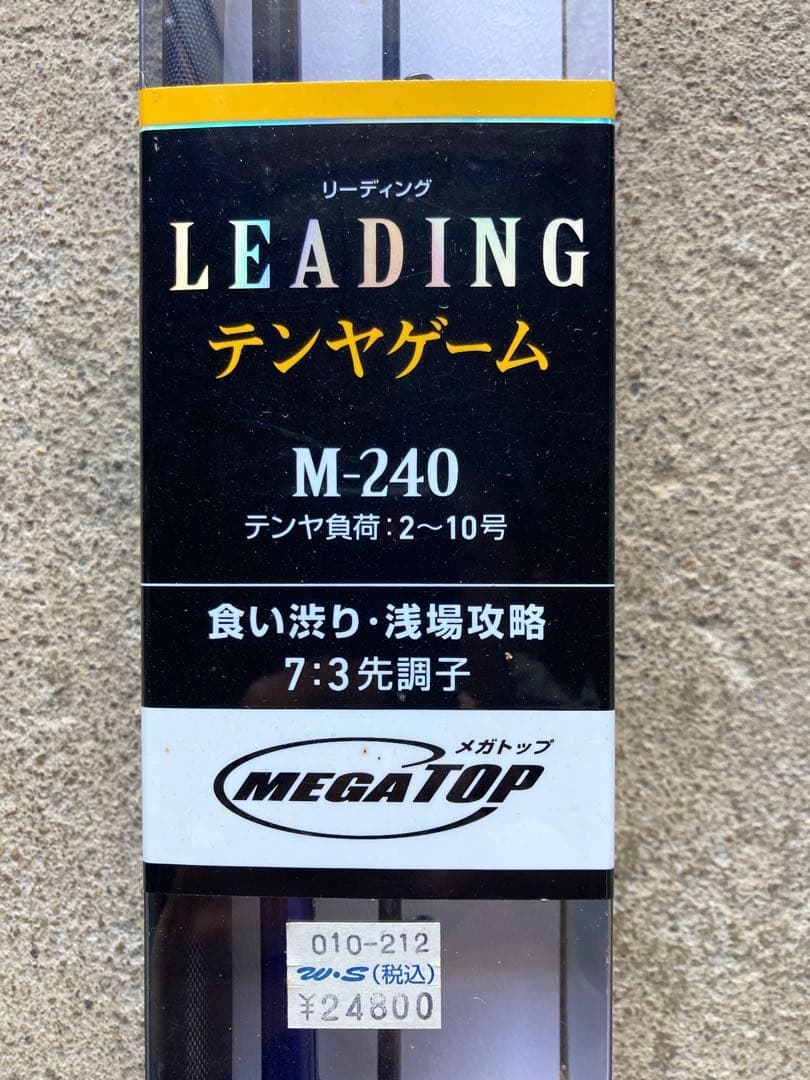 リーディング
LEADING
テンヤゲーム
M-240
テンヤ負荷：2〜10号
食い渋り・浅場攻略
7：3先調子
メガトップ
MEGATOP
010-212
W・S(税込)
¥24800